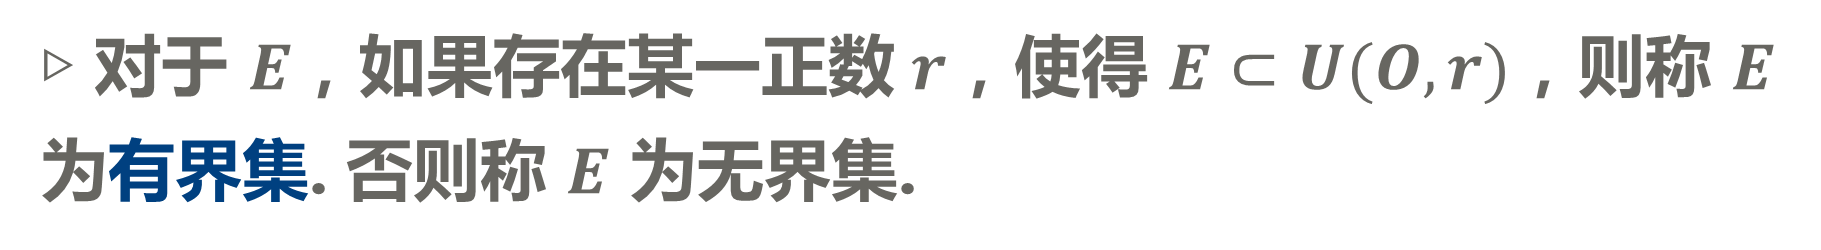 ▷ 对于 E，如果存在某一正数 r，使得 E ⊂ U(O, r)，则称 E
为有界集. 否则称 E 为无界集.